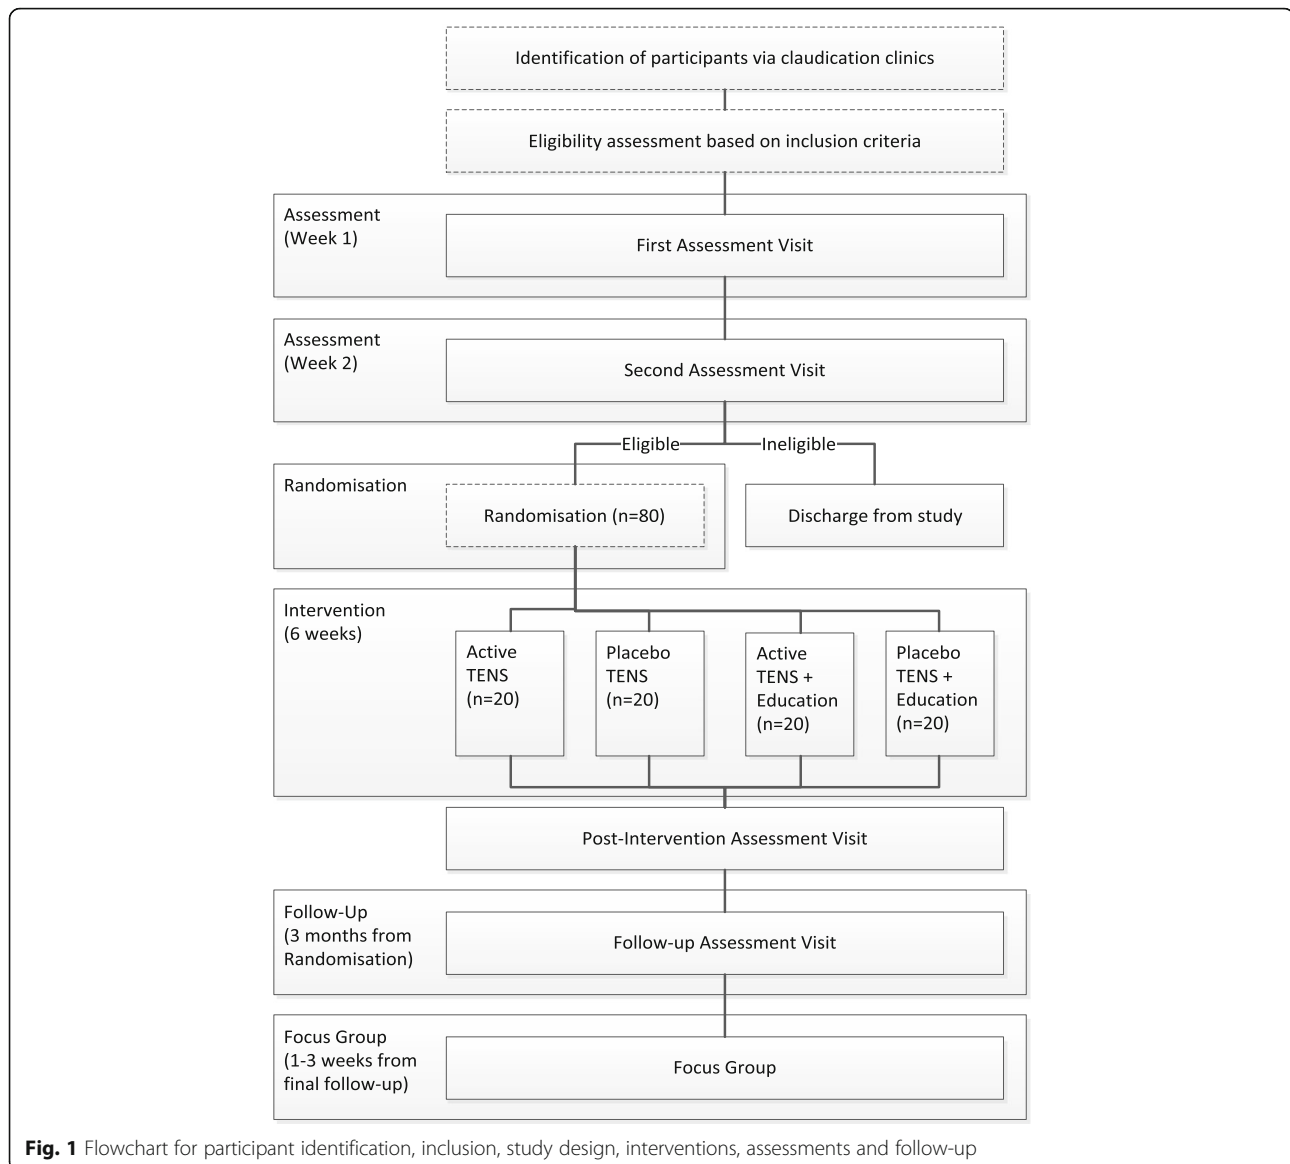 Identification of participants via claudication clinics
Eligibility assessment based on inclusion criteria
Assessment
(Week 1)
First Assessment Visit
Assessment
(Week 2)
Second Assessment Visit
Eligible
Ineligible
Randomisation
Randomisation (n=80)
Discharge from study
Intervention
(6 weeks)
Active
TENS
(n=20)
Placebo
TENS
(n=20)
Active
TENS +
Education
(n=20)
Placebo
TENS +
Education
(n=20)
Post-Intervention Assessment Visit
Follow-Up
(3 months from
Randomisation)
Follow-up Assessment Visit
Focus Group
(1-3 weeks from
final follow-up)
Focus Group
Fig. 1 Flowchart for participant identification, inclusion, study design, interventions, assessments and follow-up